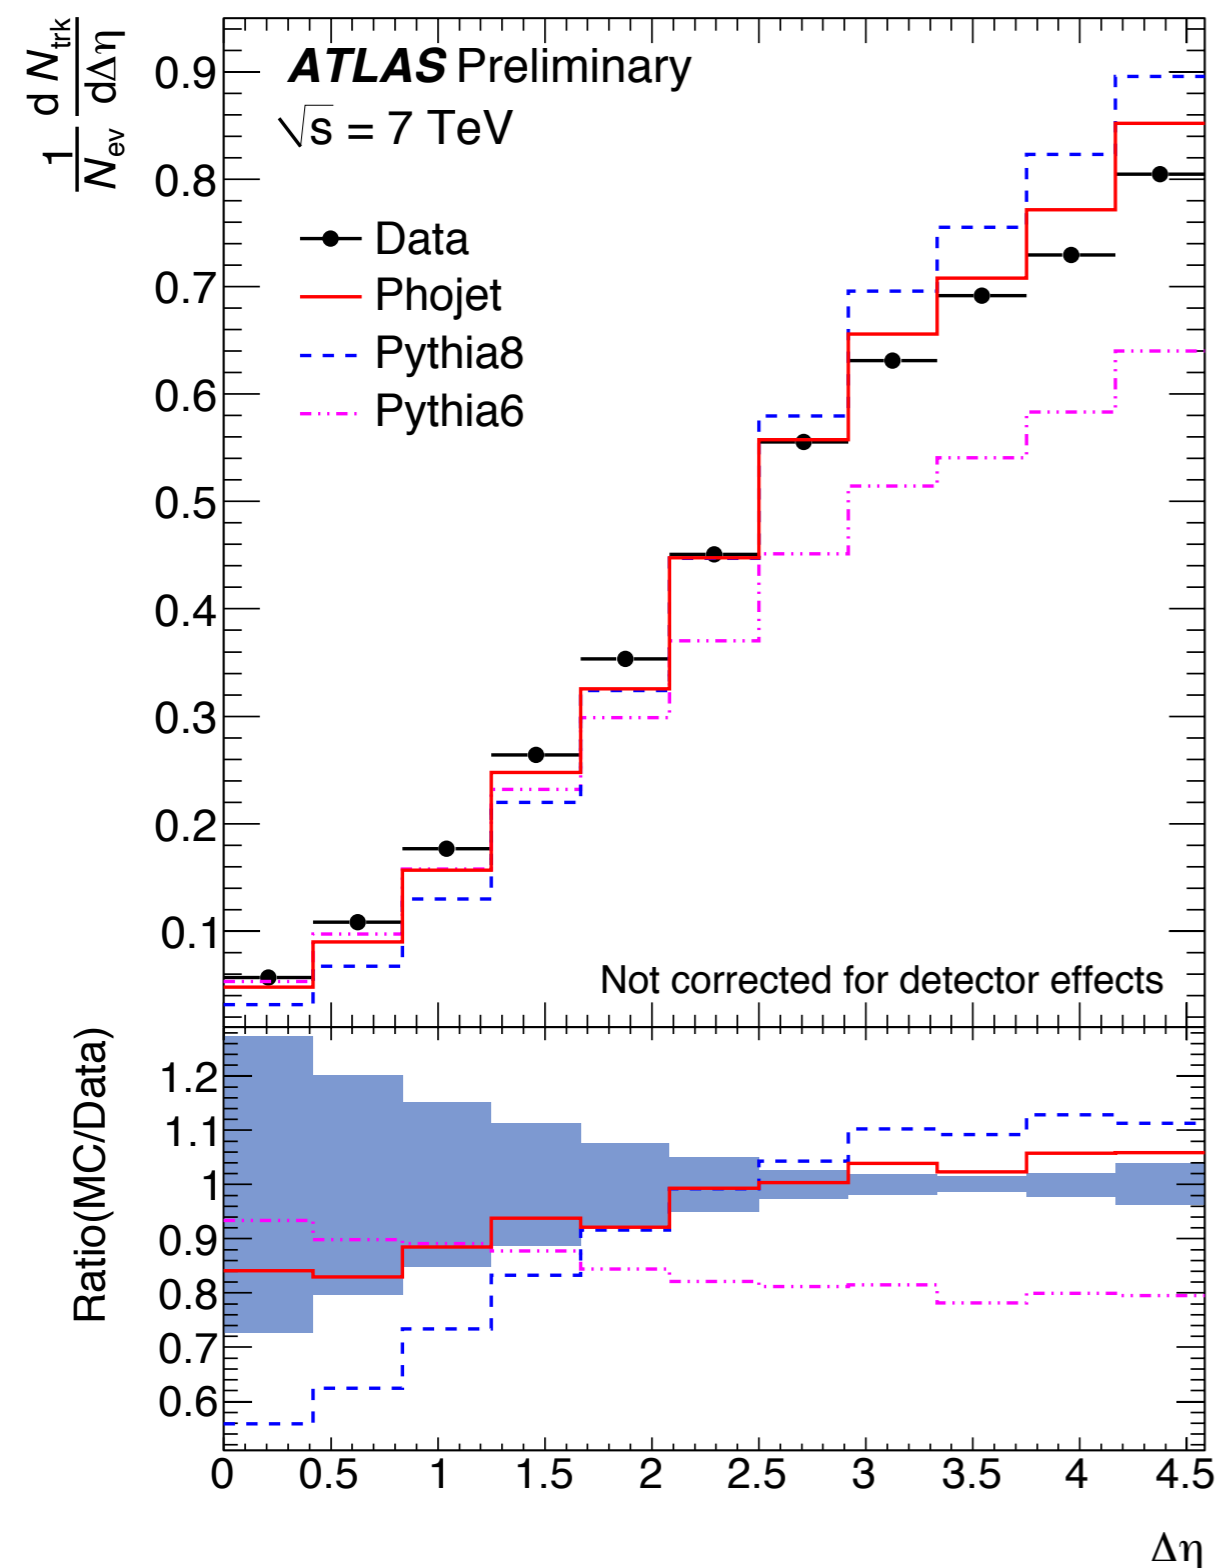 1/N_ev d N_trk/dΔη
ATLAS Preliminary
√s = 7 TeV
Data
Phojet
Pythia8
Pythia6
0.9
0.8
0.7
0.6
0.5
0.4
0.3
0.2
0.1
Not corrected for detector effects
Ratio(MC/Data)
1.2
1.1
1
0.9
0.8
0.7
0.6
0 0.5 1 1.5 2 2.5 3 3.5 4 4.5
Δη